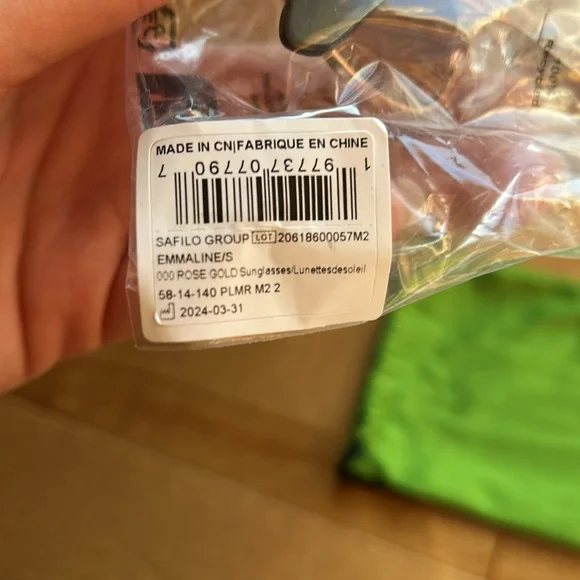 MADE IN CN|FABRIQUE EN CHINE
1 97737 07790 7
SAFILO GROUP LOT 20618600057M2
EMMALINE/S
000 ROSE GOLD Sunglasses/Lunettesdesoleil
58-14-140 PLMR M2 2
2024-03-31